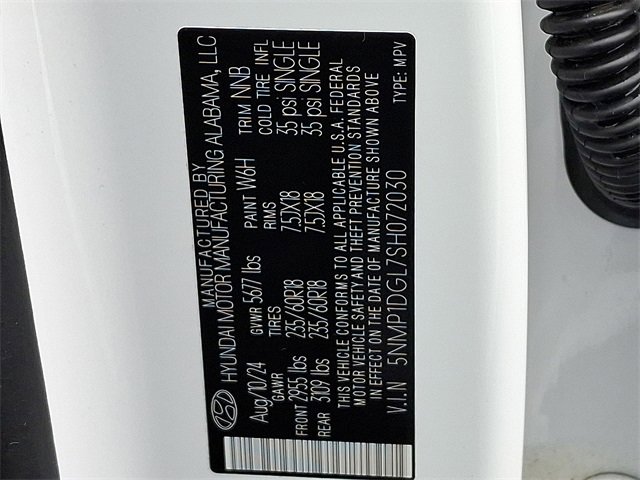 MANUFACTURED BY
HYUNDAI MOTOR MANUFACTURING ALABAMA, LLC
Aug/10/24 GVWR 5677 lbs PAINT W6H TRIM NNB
GAWR TIRES RIMS COLD TIRE INFL
FRONT 2955 lbs 235/60R18 7.5JX18 35 psi SINGLE
REAR 3109 lbs 235/60R18 7.5JX18 35 psi SINGLE
THIS VEHICLE CONFORMS TO ALL APPLICABLE U.S.A. FEDERAL
MOTOR VEHICLE SAFETY AND THEFT PREVENTION STANDARDS
IN EFFECT ON THE DATE OF MANUFACTURE SHOWN ABOVE
V.I.N 5NMP1DGL7SH072030 TYPE: MPV